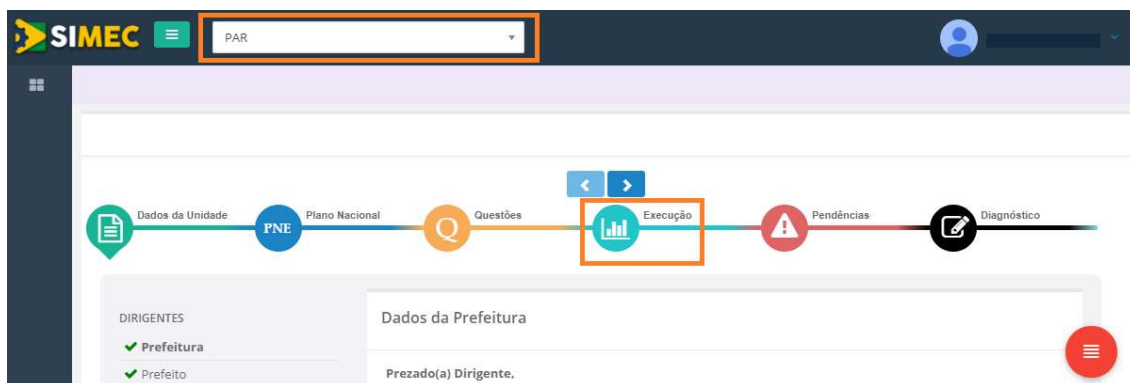 SIMEC
PAR
Dados da Unidade
PNE
Plano Nacional
Q
Questões
Execução
Pendências
Diagnóstico
DIRIGENTES
Prefeitura
Prefeito
Dados da Prefeitura
Prezado(a) Dirigente,